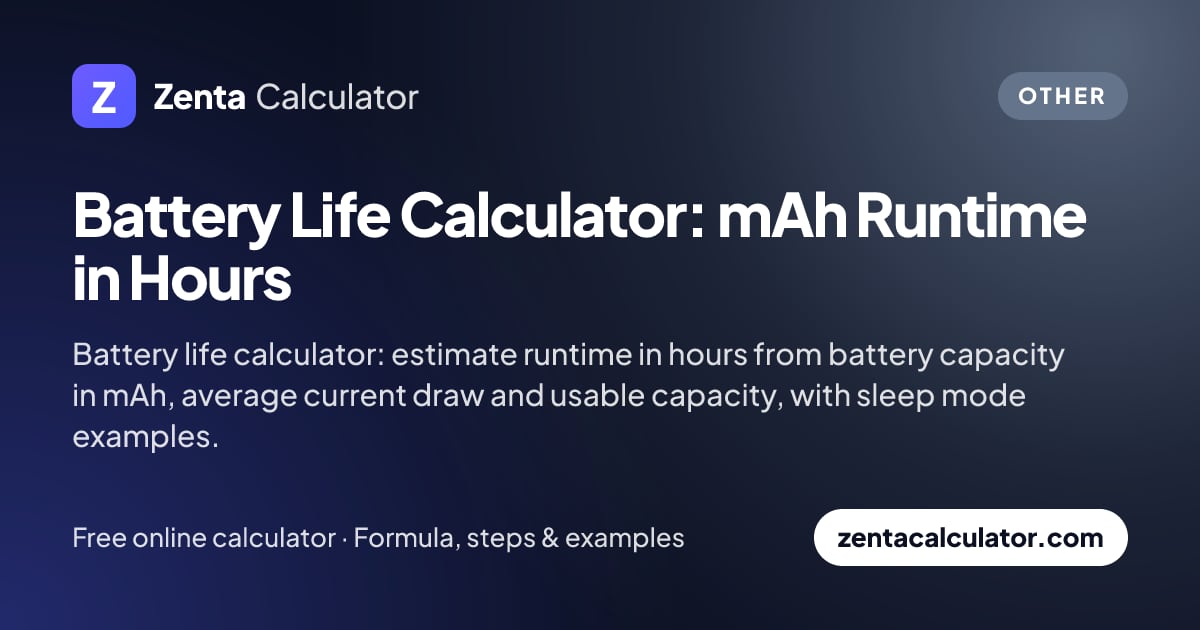 Z
Zenta Calculator
OTHER
Battery Life Calculator: mAh Runtime
in Hours
Battery life calculator: estimate runtime in hours from battery capacity
in mAh, average current draw and usable capacity, with sleep mode
examples.
Free online calculator · Formula, steps & examples
zentacalculator.com